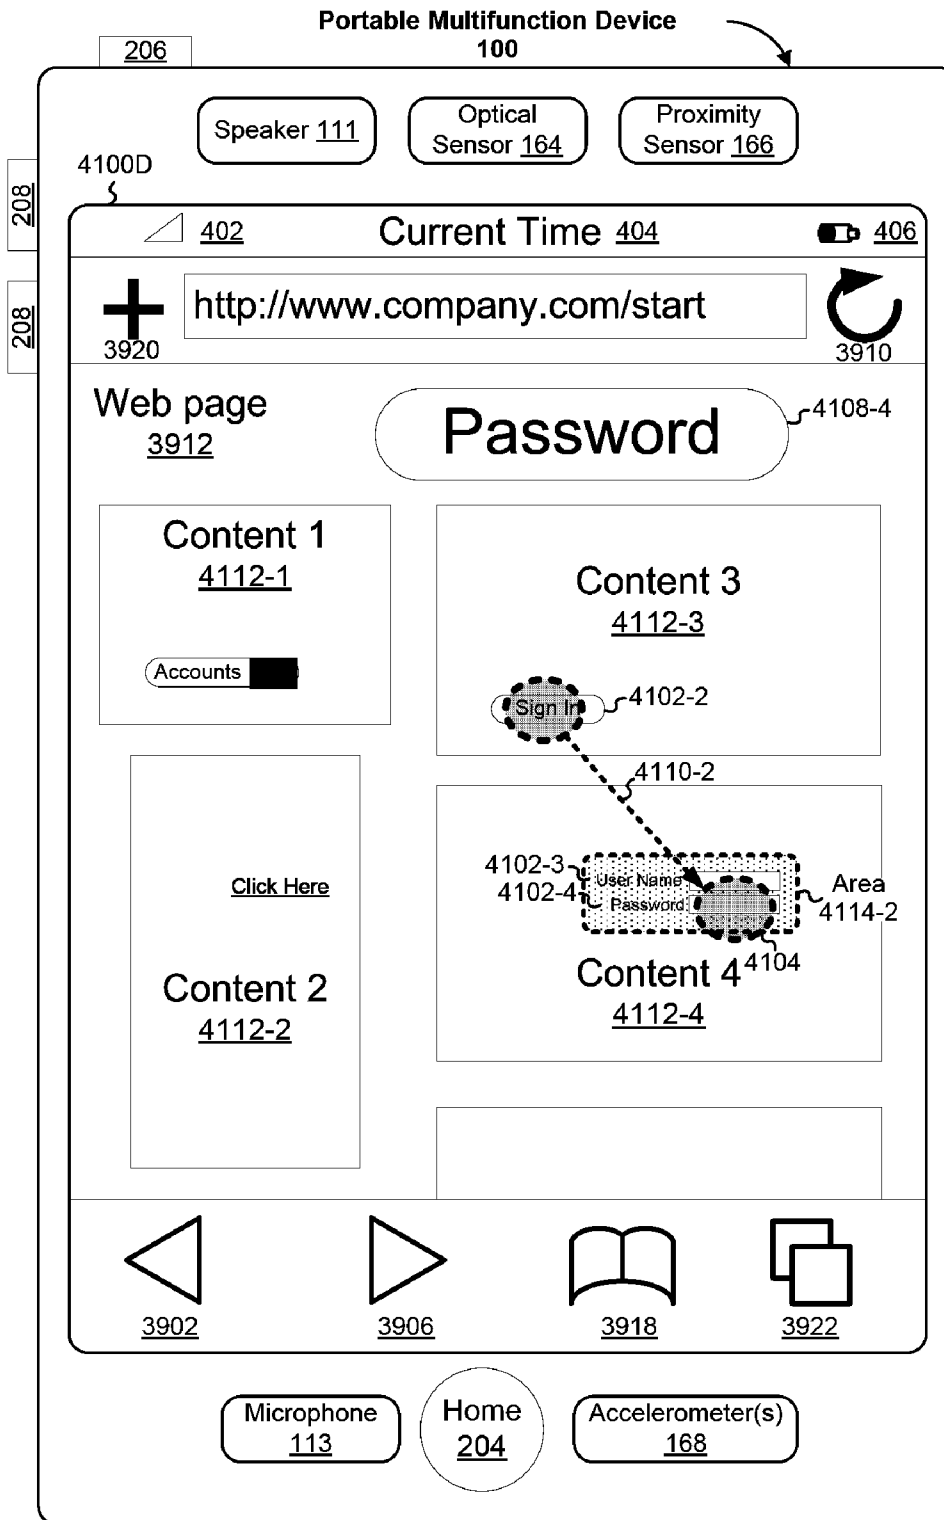 Portable Multifunction Device
100
206
Speaker 111
Optical
Sensor 164
Proximity
Sensor 166
4100D
208
208
402
Current Time 404
406
http://www.company.com/start
3920
3910
Web page
3912
Password
4108-4
Content 1
4112-1
Accounts
Content 3
4112-3
Sign In
4102-2
4110-2
Click Here
Content 2
4112-2
4102-3
4102-4
User Name
Password
Area
4114-2
4104
Content 4
4112-4
3902
3906
3918
3922
Microphone
113
Home
204
Accelerometer(s)
168